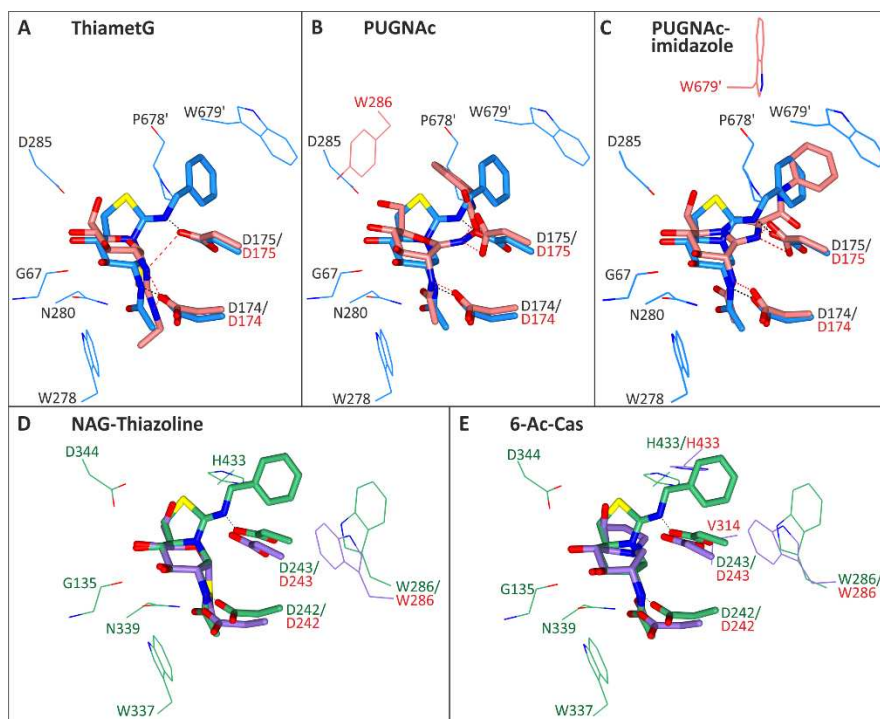 A ThiametG
W679'
P678'
D285
D175/
D175
G67
D174/
N280
D174
W278
B PUGNAc
W286
W679'
P678'
D285
D175/
D175
G67
D174/
N280
D174
W278
C PUGNAc-
imidazole
W679'
W679'
P678'
D285
D175/
D175
G67
D174/
N280
D174
W278
D NAG-Thiazoline
D344
H433
D243/
D243
G135
W286/
W286
N339
D242/
D242
W337
E 6-Ac-Cas
D344
H433/H433
V314
D243/
D243
G135
W286/
W286
N339
D242/
D242
W337